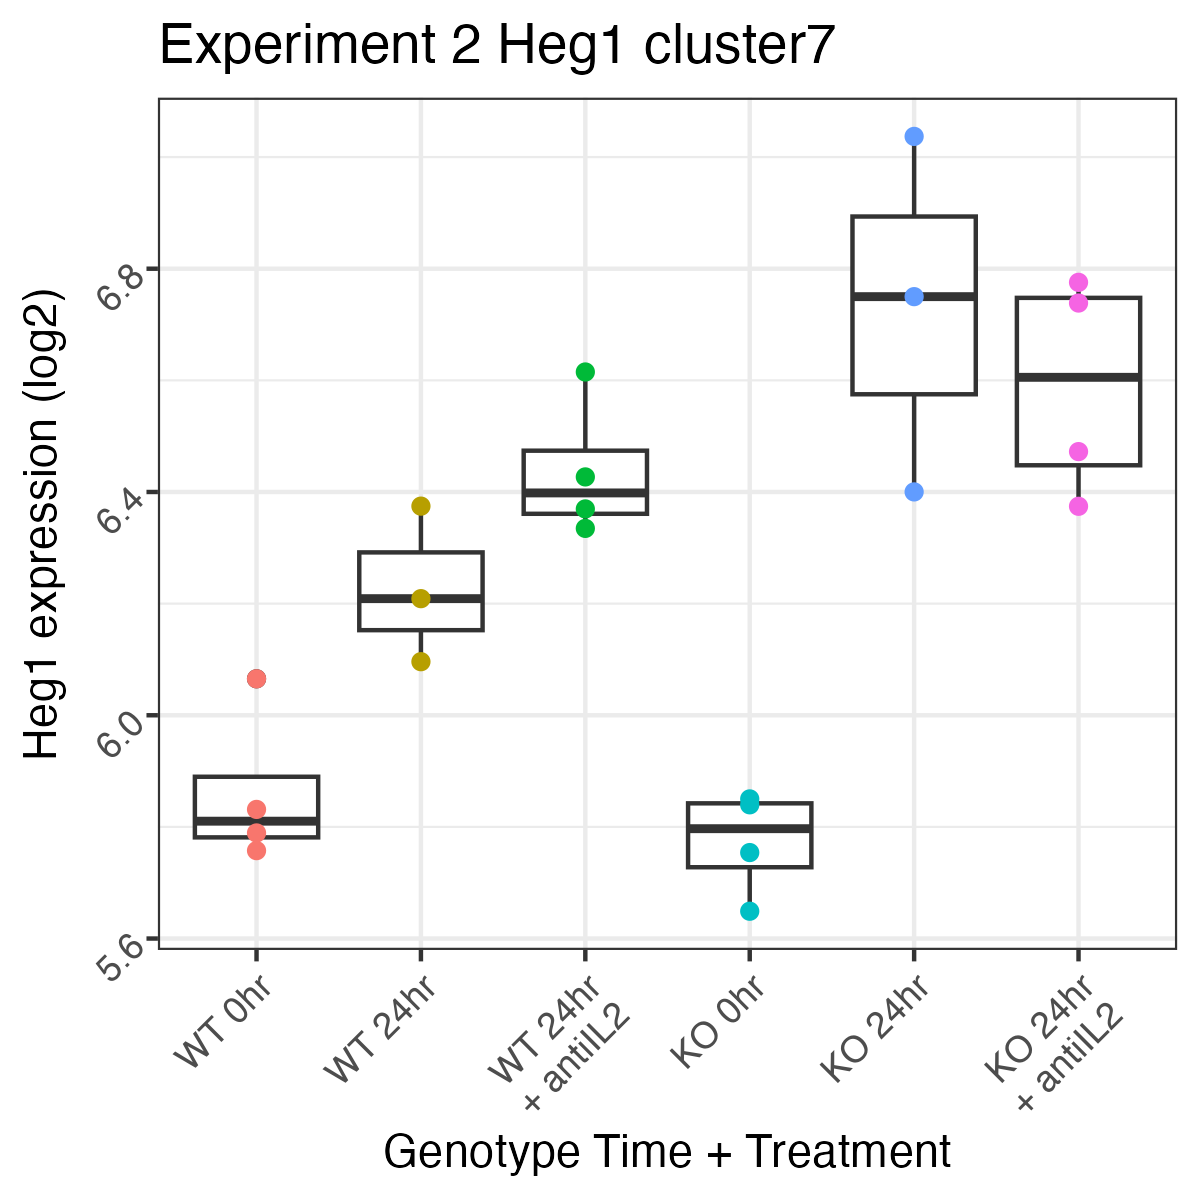 Experiment 2 Heg1 cluster7
Heg1 expression (log2)
6.8
6.4
6.0
5.6
WT 0hr
WT 24hr
WT 24hr
+ antiIL2
KO 0hr
KO 24hr
KO 24hr
+ antiIL2
Genotype Time + Treatment